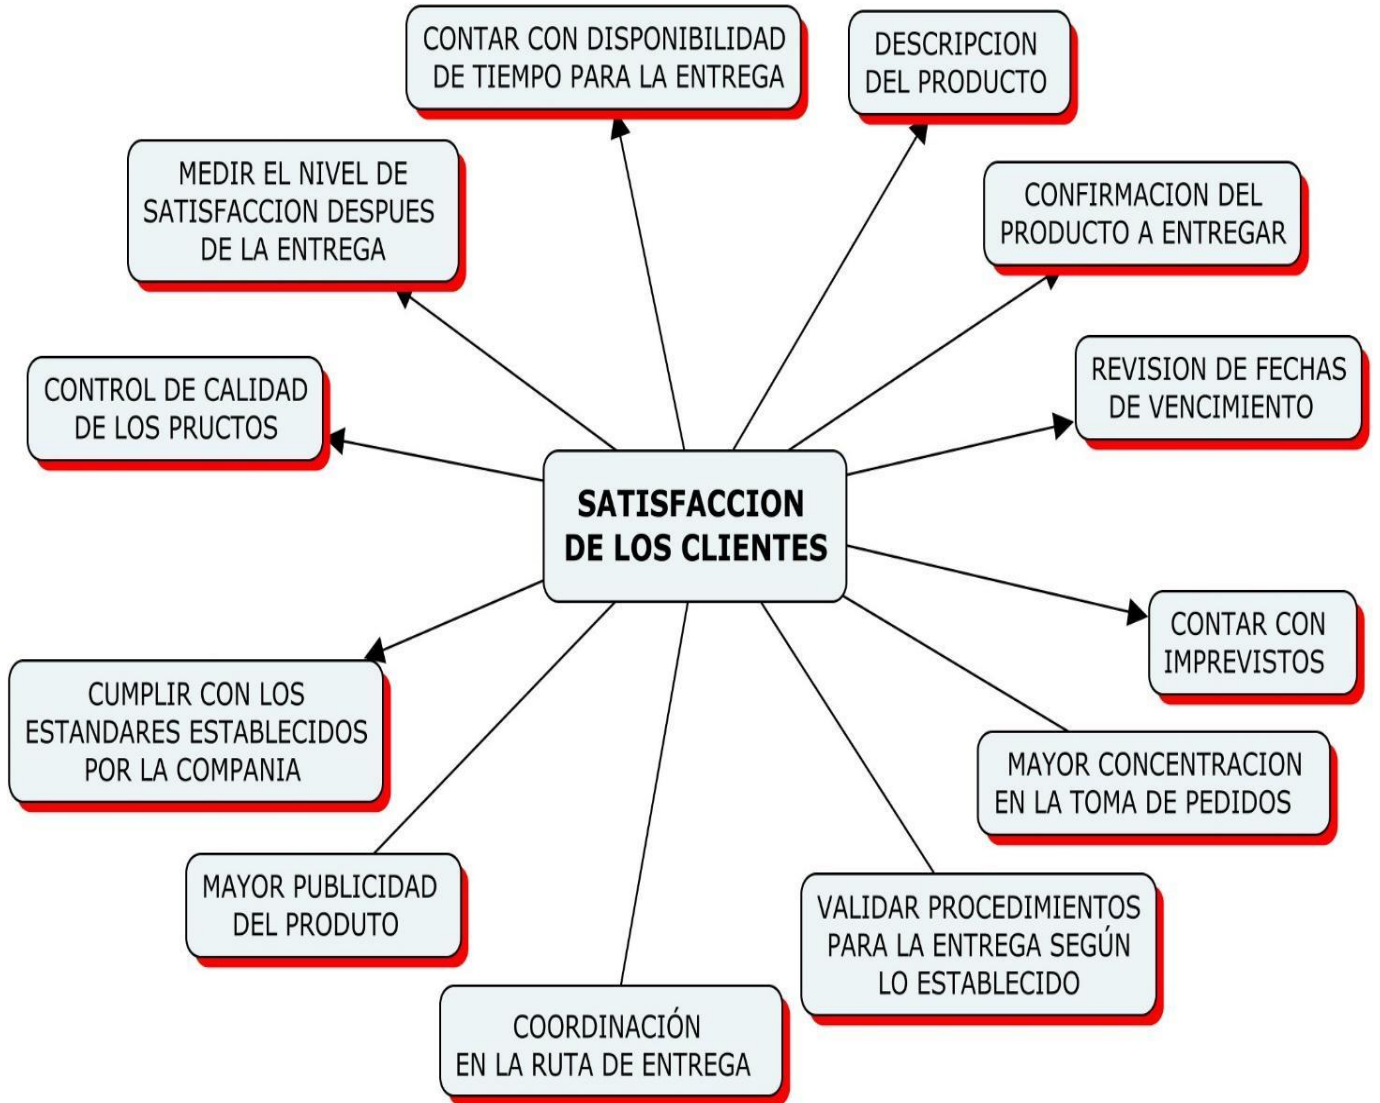 CONTAR CON DISPONIBILIDAD
DE TIEMPO PARA LA ENTREGA
DESCRIPCION
DEL PRODUCTO
MEDIR EL NIVEL DE
SATISFACCION DESPUES
DE LA ENTREGA
CONFIRMACION DEL
PRODUCTO A ENTREGAR
CONTROL DE CALIDAD
DE LOS PRUCTOS
REVISION DE FECHAS
DE VENCIMIENTO
SATISFACCION
DE LOS CLIENTES
CONTAR CON
IMPREVISTOS
CUMPLIR CON LOS
ESTANDARES ESTABLECIDOS
POR LA COMPANIA
MAYOR CONCENTRACION
EN LA TOMA DE PEDIDOS
MAYOR PUBLICIDAD
DEL PRODUTO
VALIDAR PROCEDIMIENTOS
PARA LA ENTREGA SEGÚN
LO ESTABLECIDO
COORDINACIÓN
EN LA RUTA DE ENTREGA